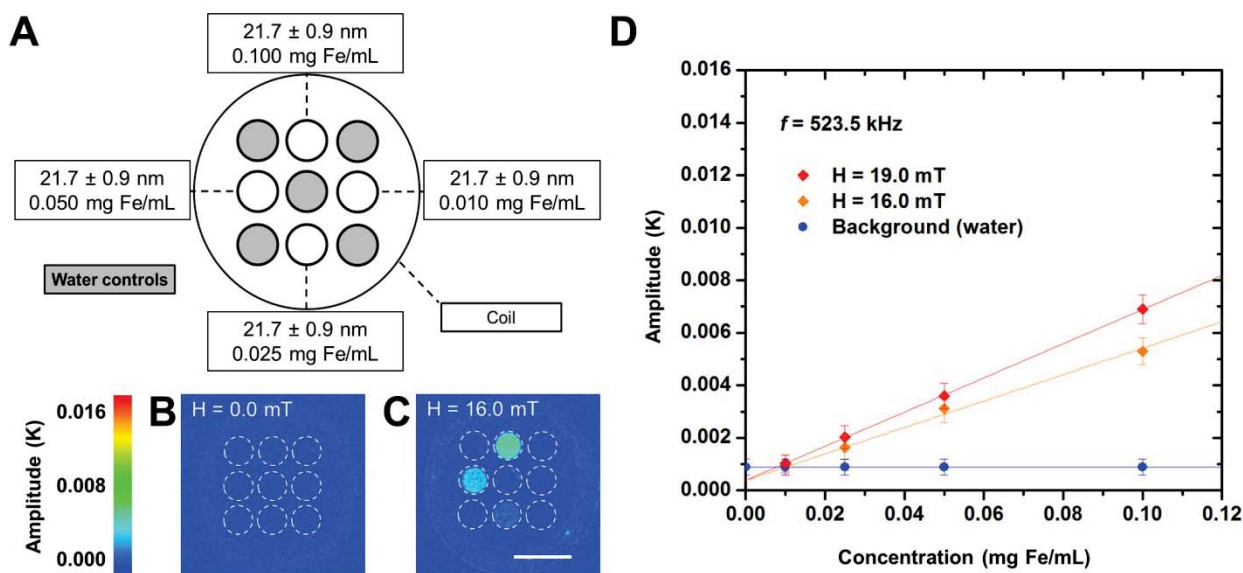 A
21.7 ± 0.9 nm
0.100 mg Fe/mL
21.7 ± 0.9 nm
0.050 mg Fe/mL
21.7 ± 0.9 nm
0.010 mg Fe/mL
Water controls
21.7 ± 0.9 nm
0.025 mg Fe/mL
Coil
Amplitude (K)
0.016
0.008
0.000
B
H = 0.0 mT
C
H = 16.0 mT
D
Amplitude (K)
0.016
0.014
0.012
0.010
0.008
0.006
0.004
0.002
0.000
f = 523.5 kHz
H = 19.0 mT
H = 16.0 mT
Background (water)
0.00 0.02 0.04 0.06 0.08 0.10 0.12
Concentration (mg Fe/mL)